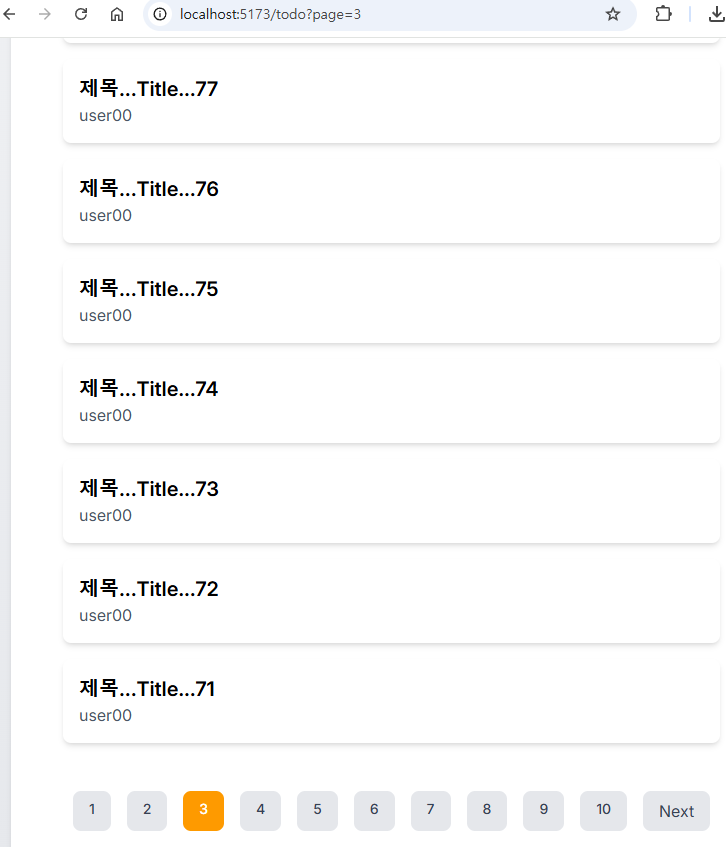 localhost:5173/todo?page=3
제목...Title...77
user00
제목...Title...76
user00
제목...Title...75
user00
제목...Title...74
user00
제목...Title...73
user00
제목...Title...72
user00
제목...Title...71
user00
1 2 3 4 5 6 7 8 9 10 Next